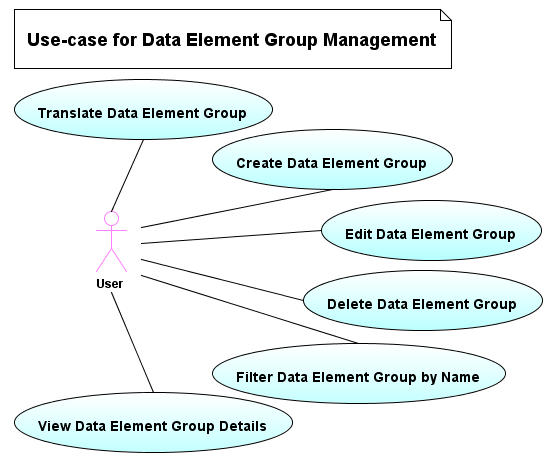 Use-case for Data Element Group Management
Translate Data Element Group
Create Data Element Group
Edit Data Element Group
User
Delete Data Element Group
Filter Data Element Group by Name
View Data Element Group Details